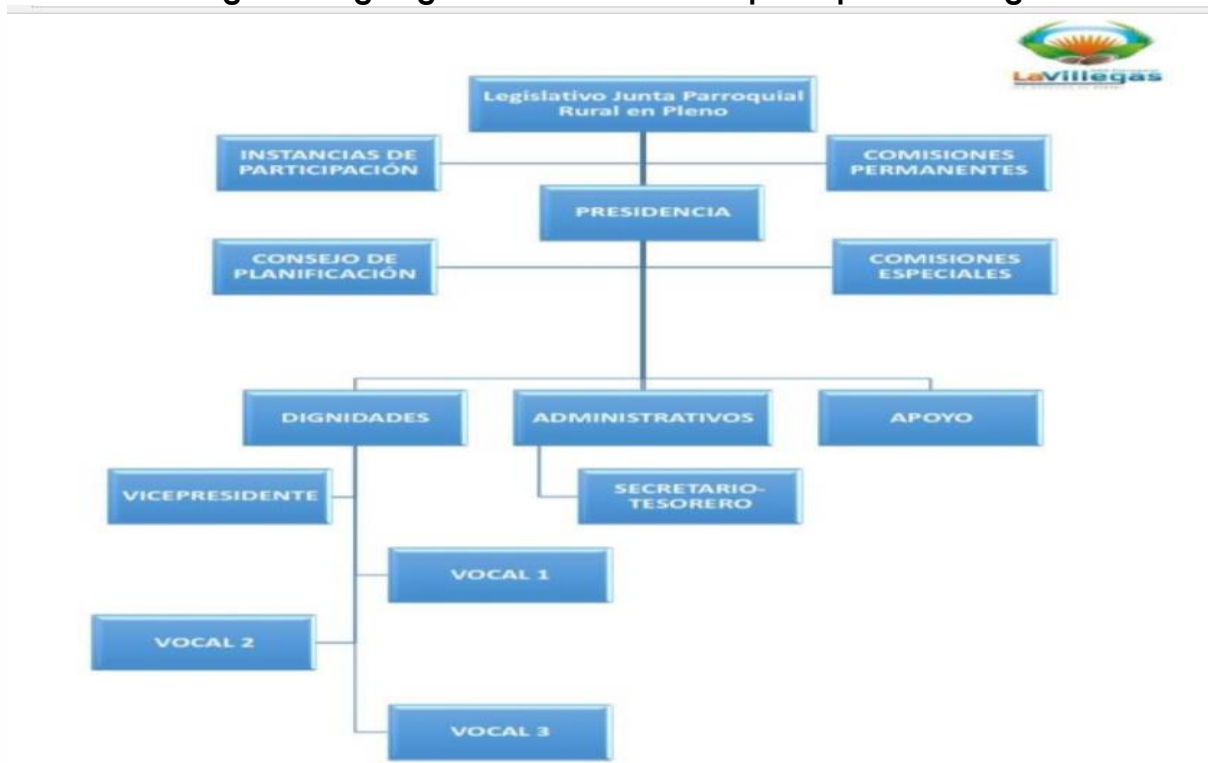 LaVillegas
Legislativo Junta Parroquial
Rural en Pleno
INSTANCIAS DE
PARTICIPACIÓN
COMISIONES
PERMANENTES
PRESIDENCIA
CONSEJO DE
PLANIFICACIÓN
COMISIONES
ESPECIALES
DIGNIDADES
ADMINISTRATIVOS
APOYO
VICEPRESIDENTE
SECRETARIO-
TESORERO
VOCAL 1
VOCAL 2
VOCAL 3